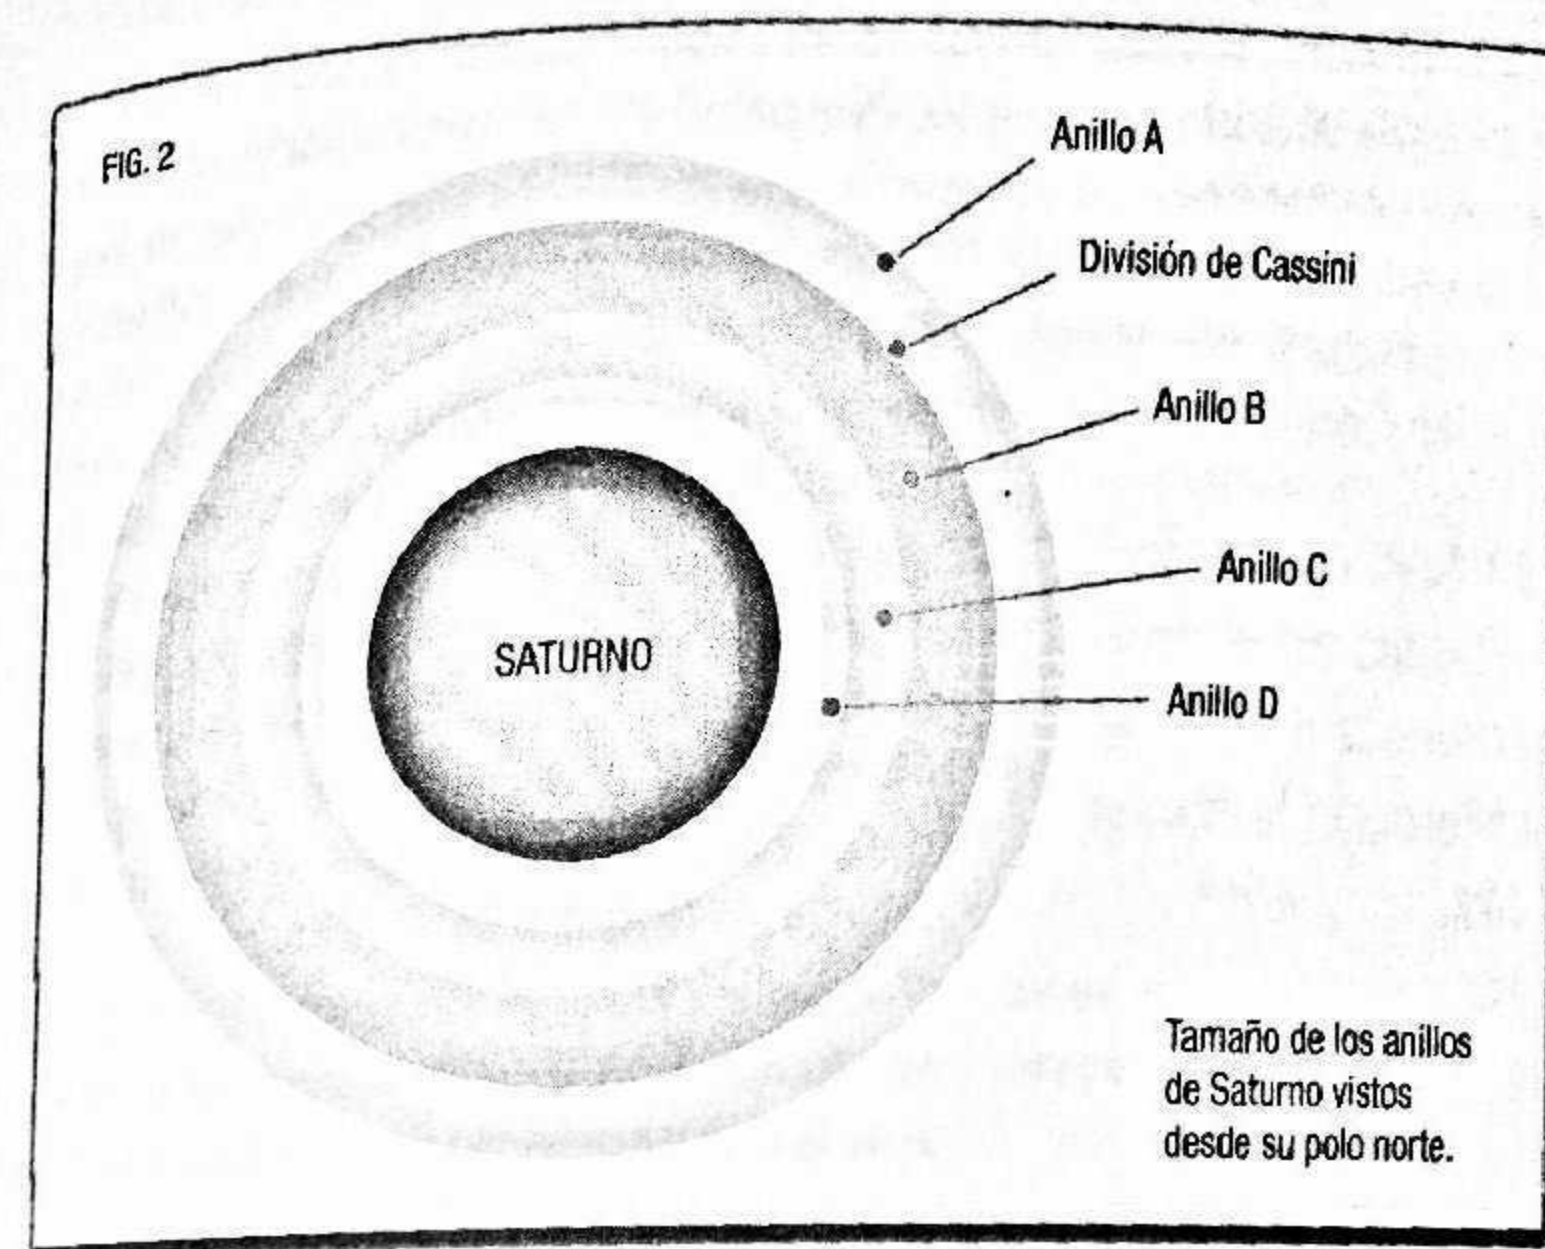 FIG. 2
Anillo A
División de Cassini
Anillo B
Anillo C
SATURNO
Anillo D
Tamaño de los anillos
de Saturno vistos
desde su polo norte.